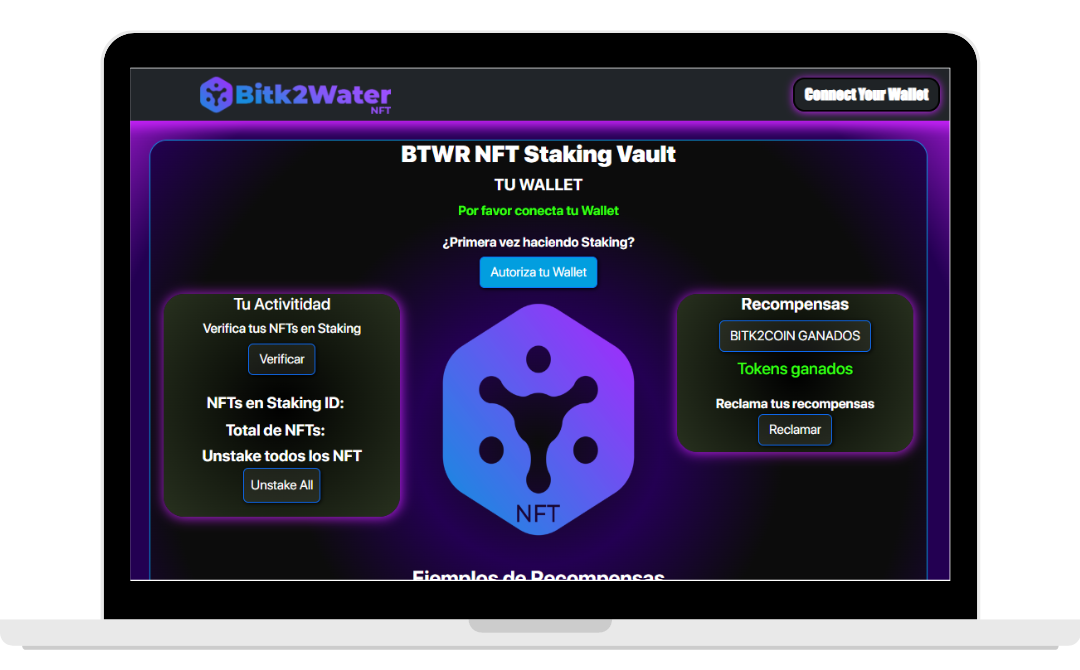 Bitk2Water
NFT
Connect Your Wallet
BTWR NFT Staking Vault
TU WALLET
Por favor conecta tu Wallet
¿Primera vez haciendo Staking?
Autoriza tu Wallet
Tu Activitidad
Verifica tus NFTs en Staking
Verificar
NFTs en Staking ID:
Total de NFTs:
Unstake todos los NFT
Unstake All
NFT
Recompensas
BITK2COIN GANADOS
Tokens ganados
Reclama tus recompensas
Reclamar
Ejemplos de Recompensas